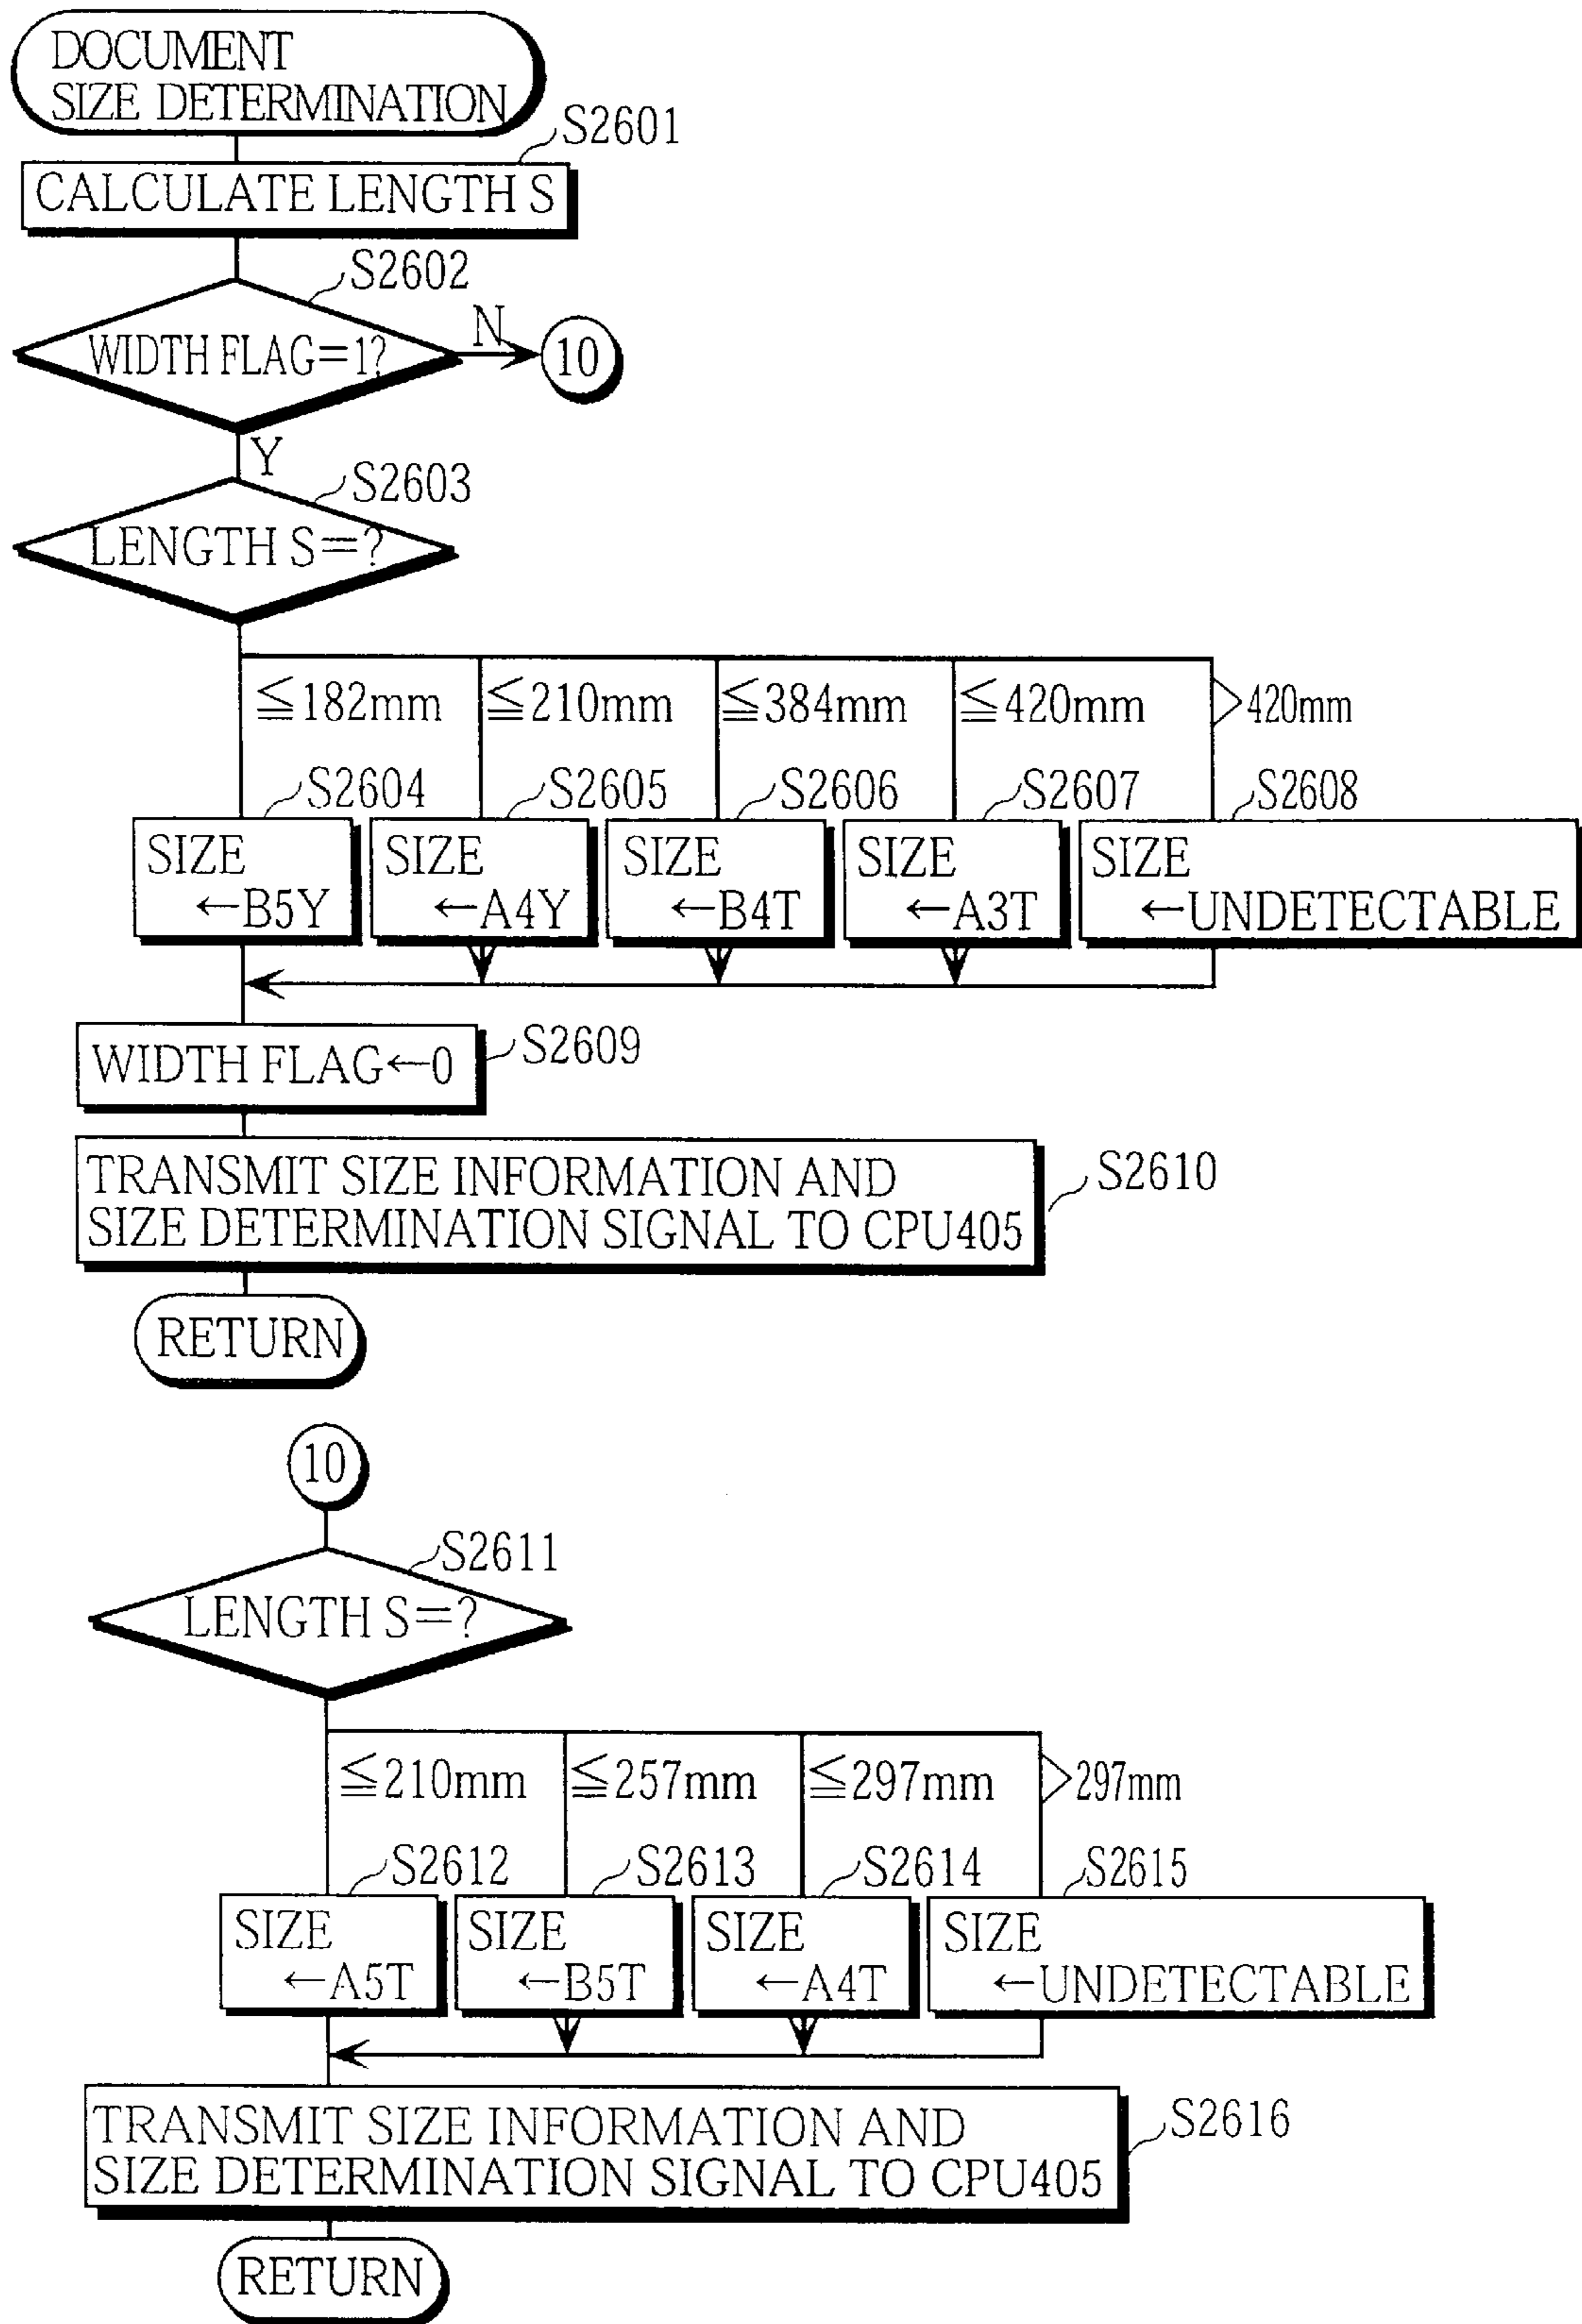 DOCUMENT
SIZE DETERMINATION
S2601
CALCULATE LENGTH S
S2602
WIDTH FLAG=1?
N
10
Y
S2603
LENGTH S=?
≦182mm
≦210mm
≦384mm
≦420mm
>420mm
S2604
S2605
S2606
S2607
S2608
SIZE
←B5Y
SIZE
←A4Y
SIZE
←B4T
SIZE
←A3T
SIZE
←UNDETECTABLE
WIDTH FLAG←0
S2609
TRANSMIT SIZE INFORMATION AND
SIZE DETERMINATION SIGNAL TO CPU405
S2610
RETURN
10
S2611
LENGTH S=?
≦210mm
≦257mm
≦297mm
>297mm
S2612
S2613
S2614
S2615
SIZE
←A5T
SIZE
←B5T
SIZE
←A4T
SIZE
←UNDETECTABLE
TRANSMIT SIZE INFORMATION AND
SIZE DETERMINATION SIGNAL TO CPU405
S2616
RETURN